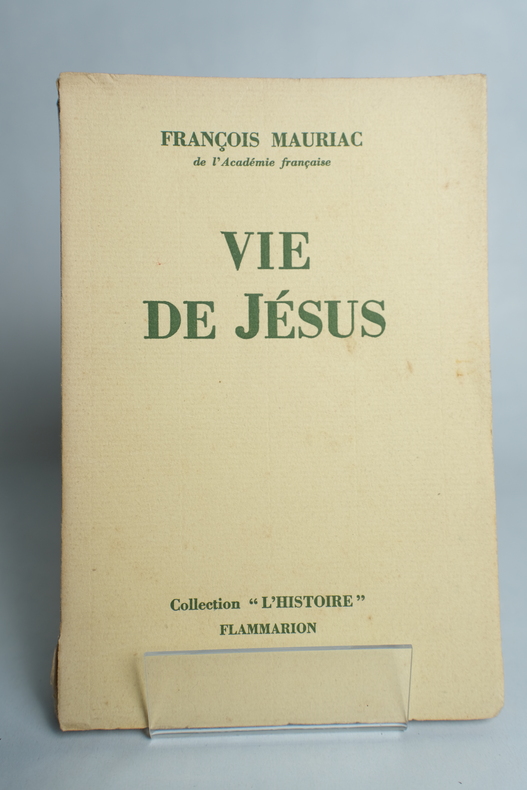 FRANÇOIS MAURIAC
de l'Académie française
VIE
DE JÉSUS
Collection “L'HISTOIRE”
FLAMMARION